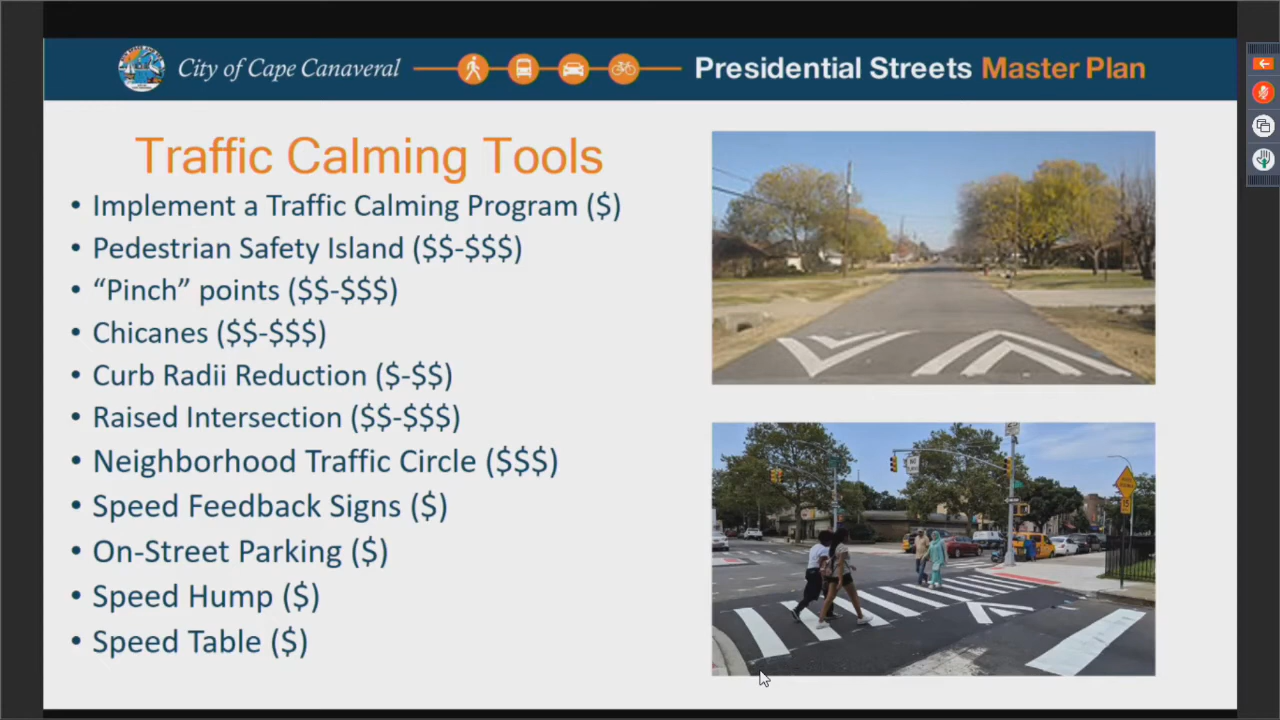 City of Cape Canaveral
Presidential Streets Master Plan
Traffic Calming Tools
• Implement a Traffic Calming Program ($)
• Pedestrian Safety Island ($$-$$$)
• “Pinch” points ($$-$$$)
• Chicanes ($$-$$$)
• Curb Radii Reduction ($-$$)
• Raised Intersection ($$-$$$)
• Neighborhood Traffic Circle ($$$)
• Speed Feedback Signs ($)
• On-Street Parking ($)
• Speed Hump ($)
• Speed Table ($)